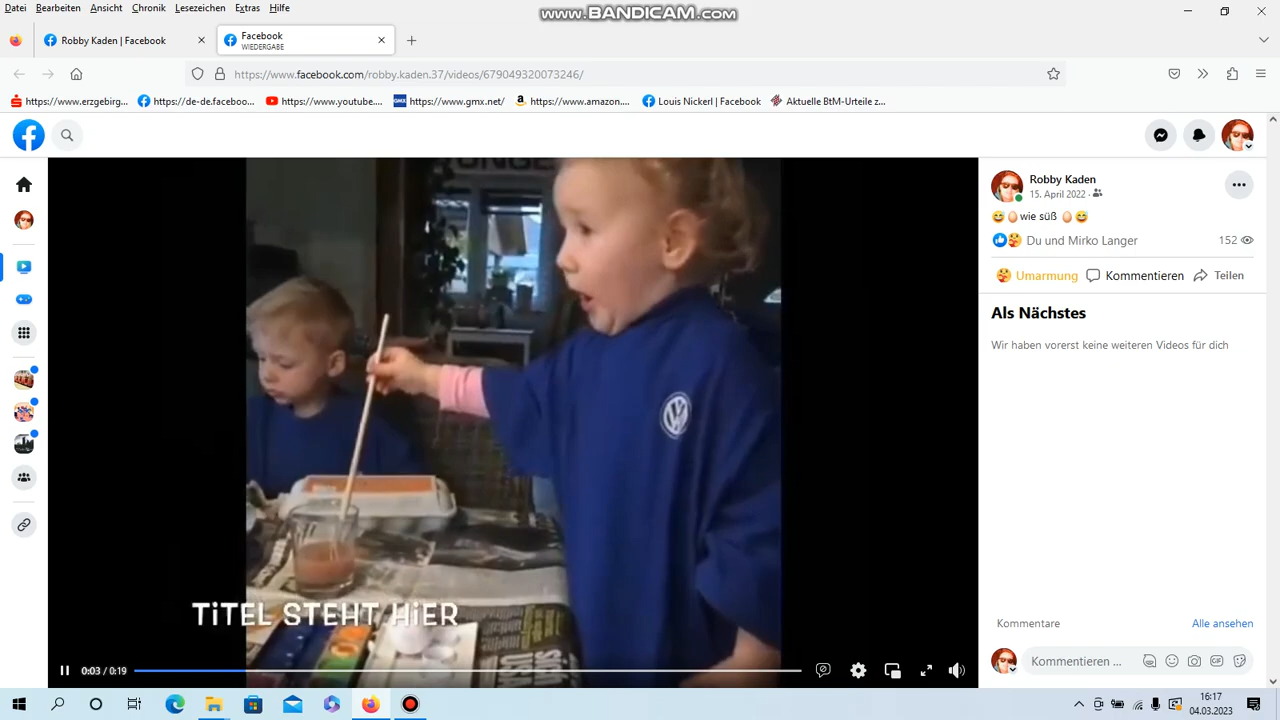 Datei Bearbeiten Ansicht Chronik Lesezeichen Extras Hilfe
www.BANDICAM.com
Robby Kaden | Facebook
Facebook
WIEDERGABE
https://www.facebook.com/robby.kaden.37/videos/679049320073246/
https://www.erzgebirg... https://de-de.faceboo... https://www.youtube.... GMX https://www.gmx.net/ https://www.amazon.... Louis Nickerl | Facebook Aktuelle BtM-Urteile z...
Robby Kaden
15. April 2022 ·
wie süß
Du und Mirko Langer 152
Umarmung Kommentieren Teilen
Als Nächstes
Wir haben vorerst keine weiteren Videos für dich
TiTEL STEHT HiER
Kommentare Alle ansehen
Kommentieren ... GIF
0:03 / 0:19
16:17
04.03.2023